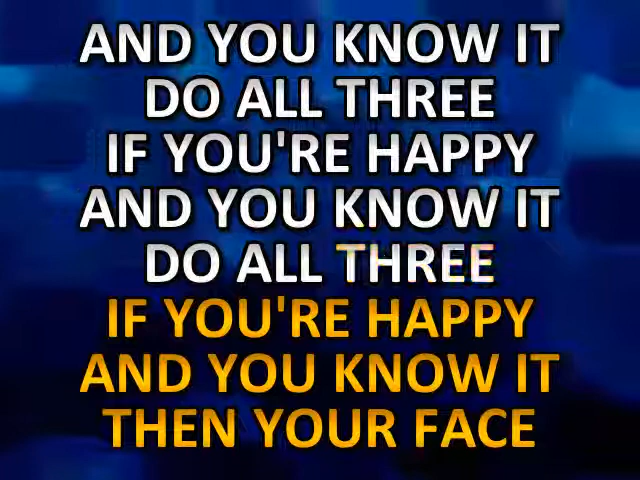 AND YOU KNOW IT
DO ALL THREE
IF YOU'RE HAPPY
AND YOU KNOW IT
DO ALL THREE
IF YOU'RE HAPPY
AND YOU KNOW IT
THEN YOUR FACE